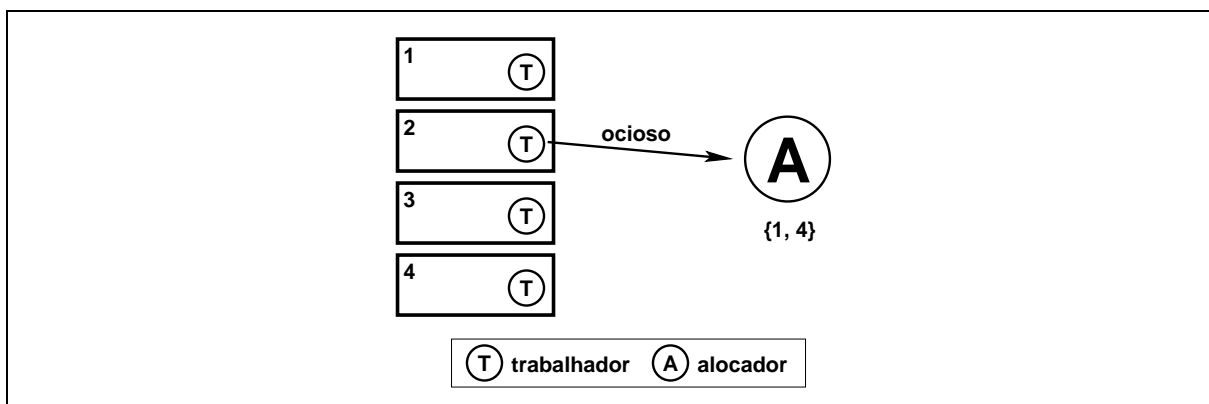 1 T
2 T
ocioso
A
3 T
{1, 4}
4 T
T trabalhador A alocador